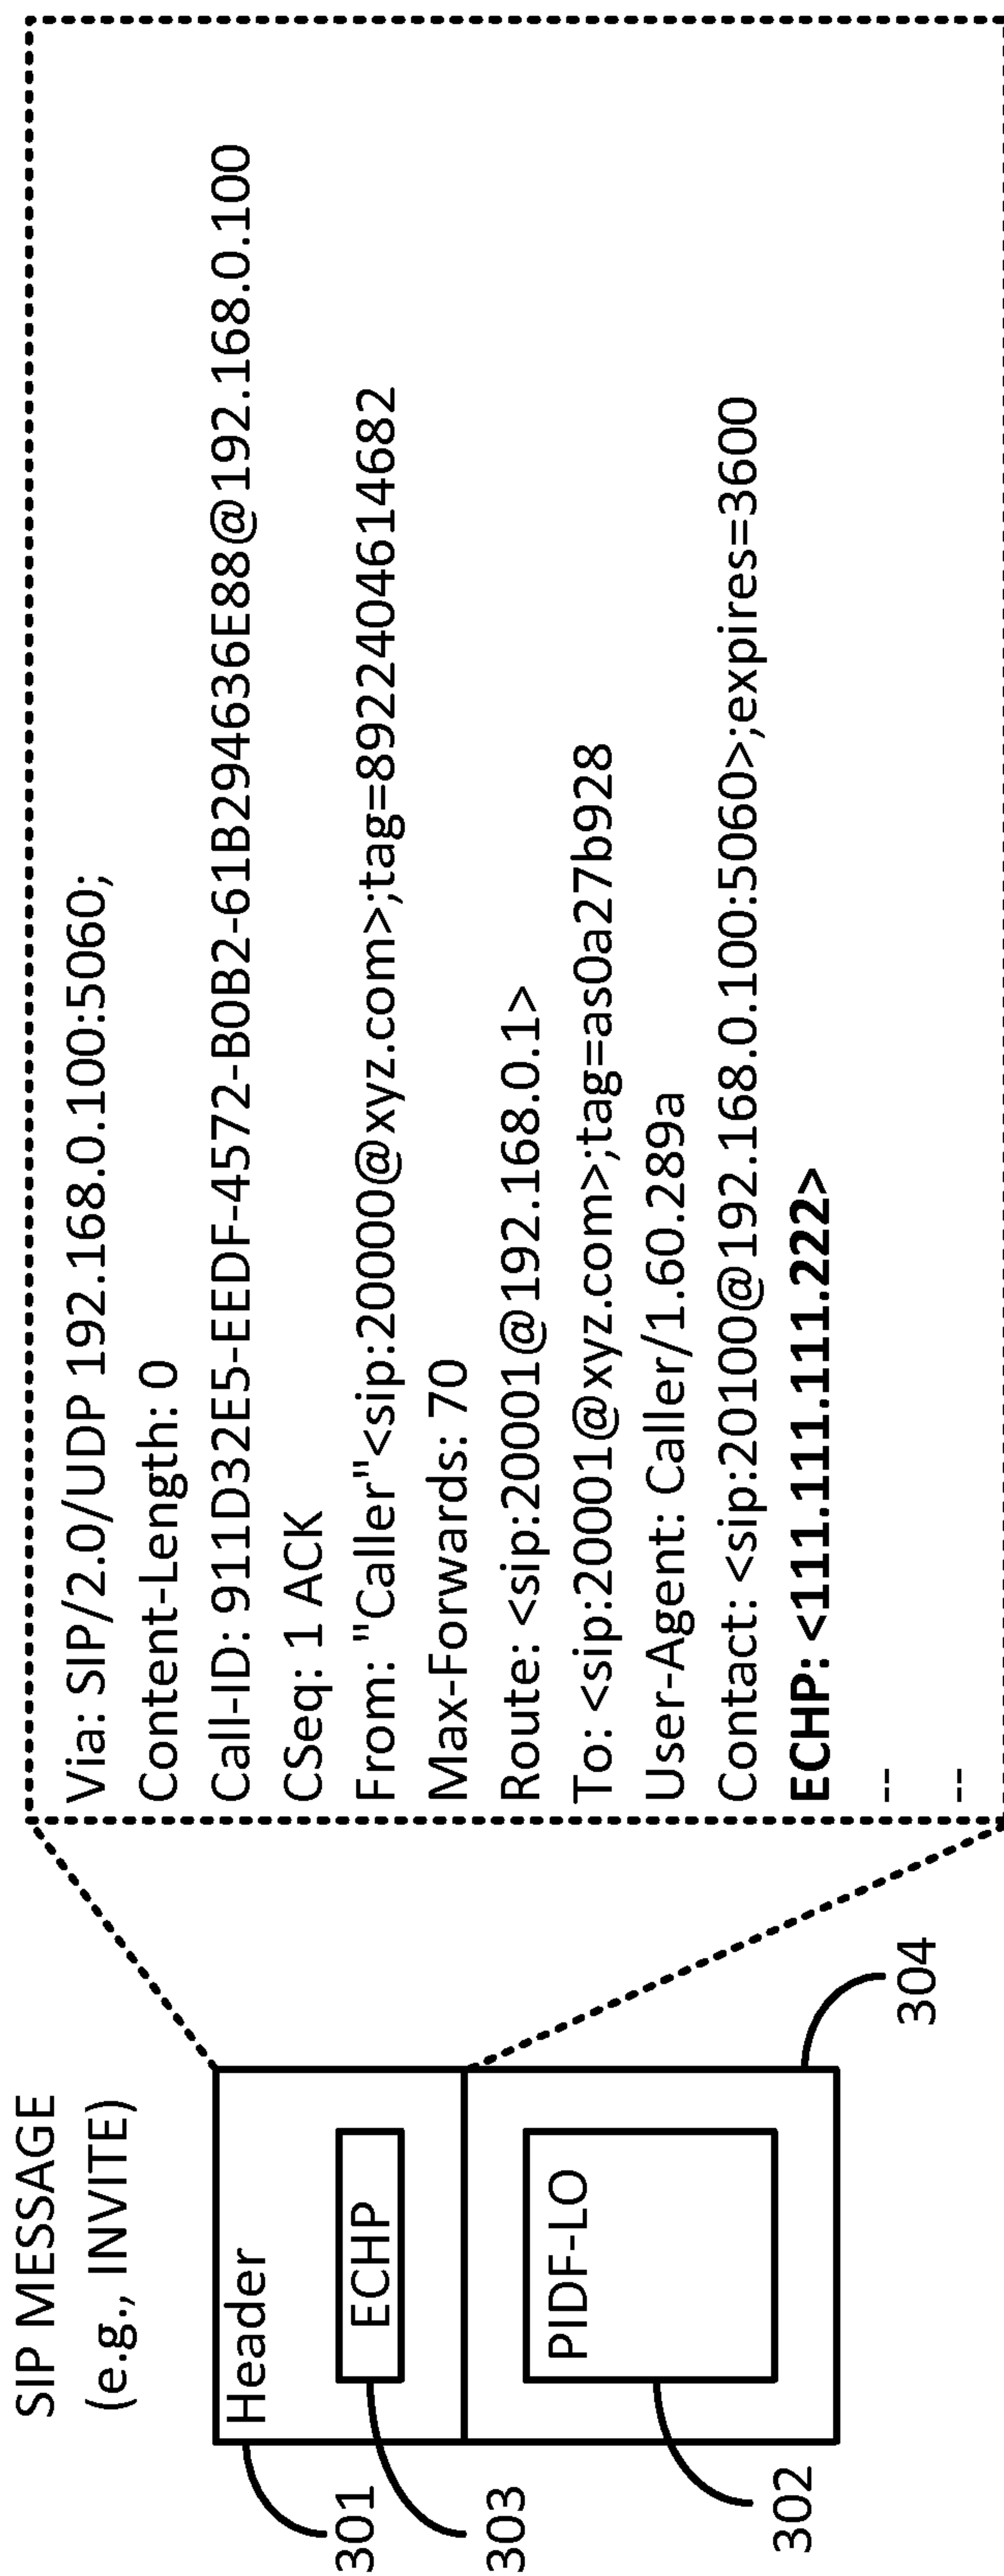 SIP MESSAGE
(e.g., INVITE)
Header
ECHP
PIDF-LO
301
303
302
304
Via: SIP/2.0/UDP 192.168.0.100:5060;
Content-Length: 0
Call-ID: 911D32E5-EEDF-4572-B0B2-61B294636E88@192.168.0.100
CSeq: 1 ACK
From: "Caller"<sip:20000@xyz.com>;tag=8922404614682
Max-Forwards: 70
Route: <sip:20001@192.168.0.1>
To: <sip:20001@xyz.com>;tag=as0a27b928
User-Agent: Caller/1.60.289a
Contact: <sip:20100@192.168.0.100:5060>;expires=3600
ECHP: <111.111.111.222>
--
--